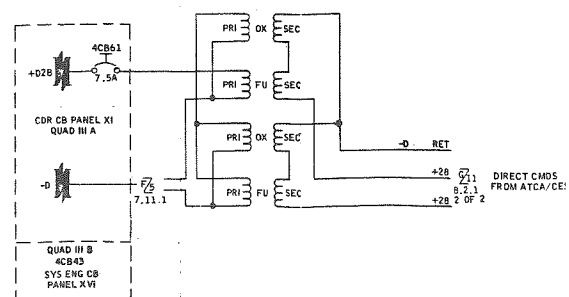 PRI OX SEC
4CB61
+D2B
7.5A
PRI FU SEC
CDR CB PANEL XI
QUAD III A
PRI OX SEC
-D RET
-D
F/5
7.11.1
PRI FU SEC
+28 G/11
8.2.1
+28 2 OF 2
DIRECT CMDS
FROM ATCA/CES
QUAD III B
4CB43
SYS ENG CB
PANEL XVI